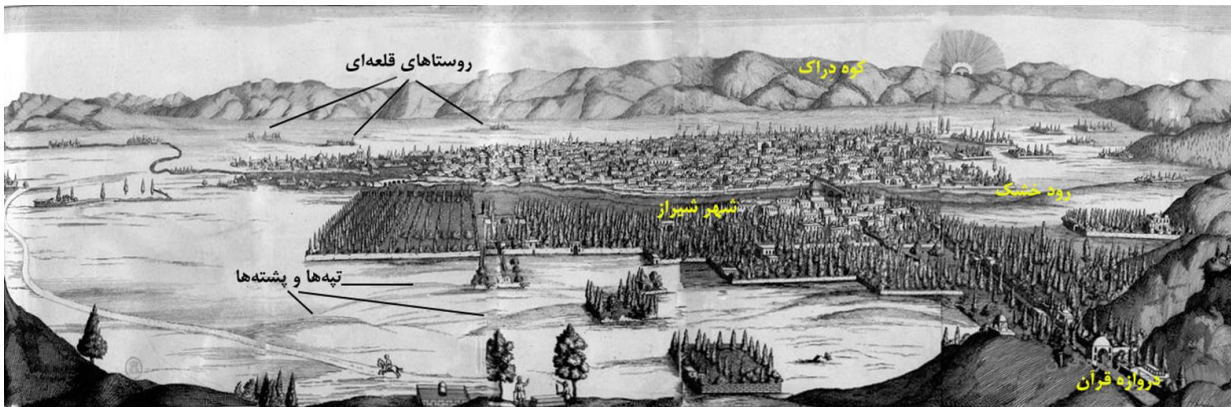 روستاهای قلعه‌ای
کوه دراک
رود خشک
شهر شیراز
تپه‌ها و پشته‌ها
دروازه قرآن